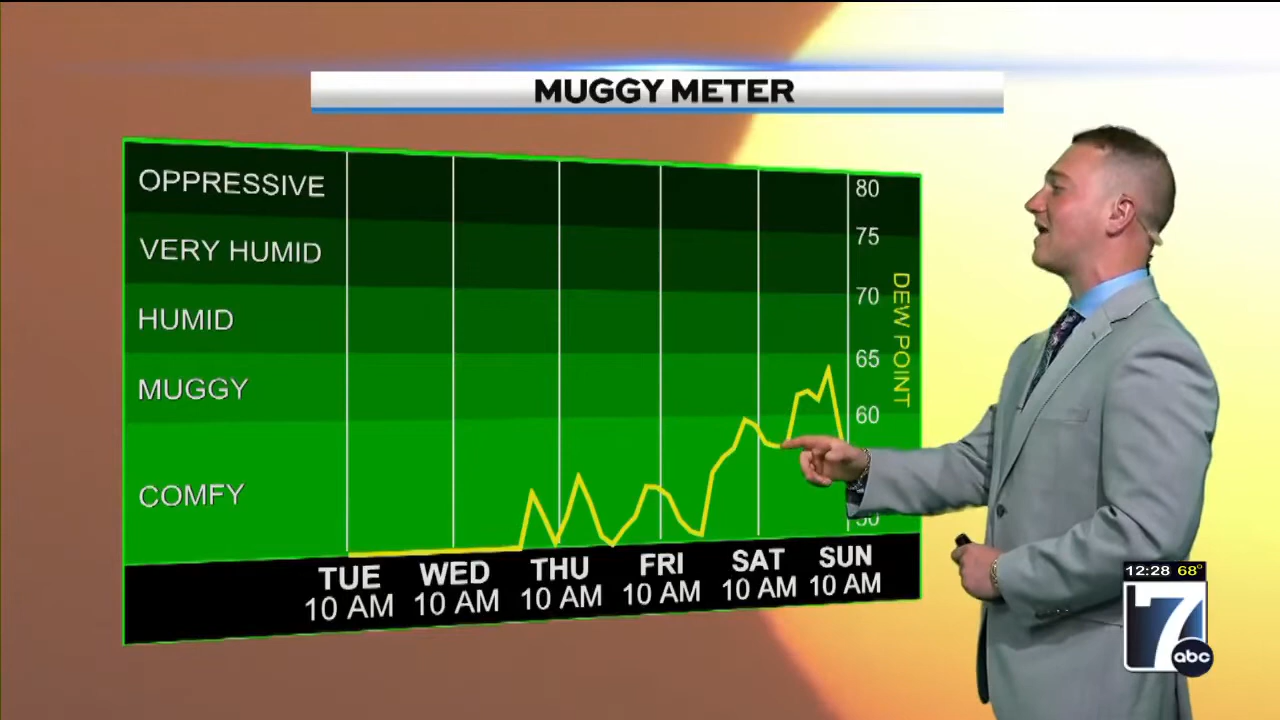 MUGGY METER
OPPRESSIVE
VERY HUMID
HUMID
MUGGY
COMFY
80
75
70
65
60
50
DEW POINT
TUE WED THU FRI SAT SUN
10 AM 10 AM 10 AM 10 AM 10 AM 10 AM
12:28 68°
7
abc